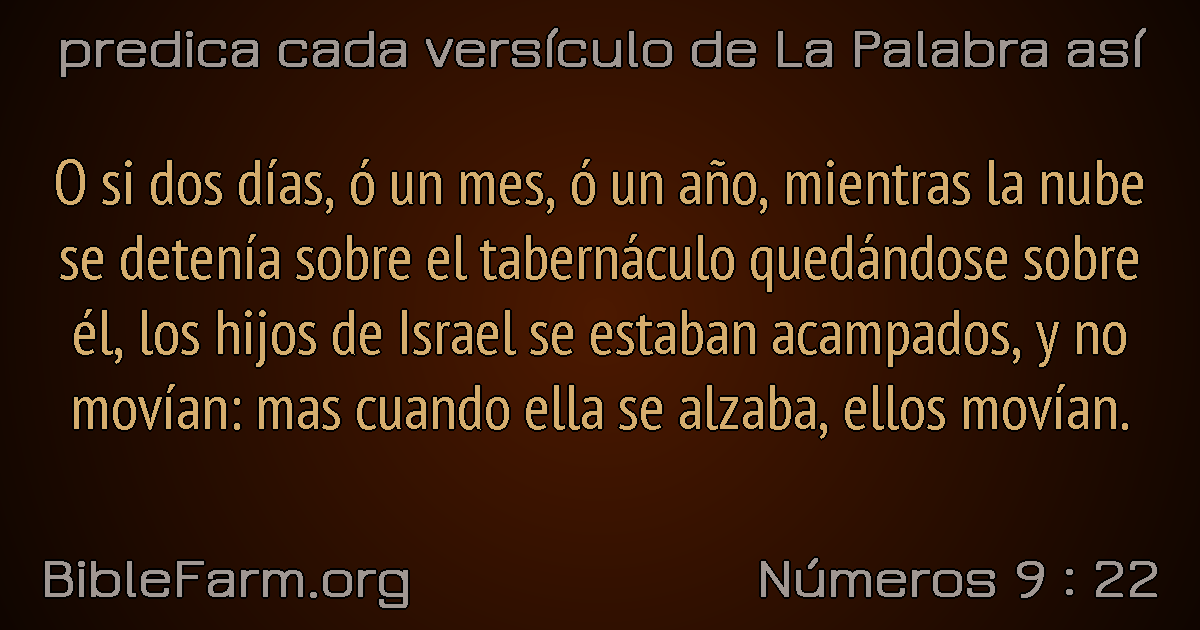 predica cada versículo de La Palabra así
O si dos días, ó un mes, ó un año, mientras la nube
se detenía sobre el tabernáculo quedándose sobre
él, los hijos de Israel se estaban acampados, y no
movían: mas cuando ella se alzaba, ellos movían.
BibleFarm.org
Números 9 : 22